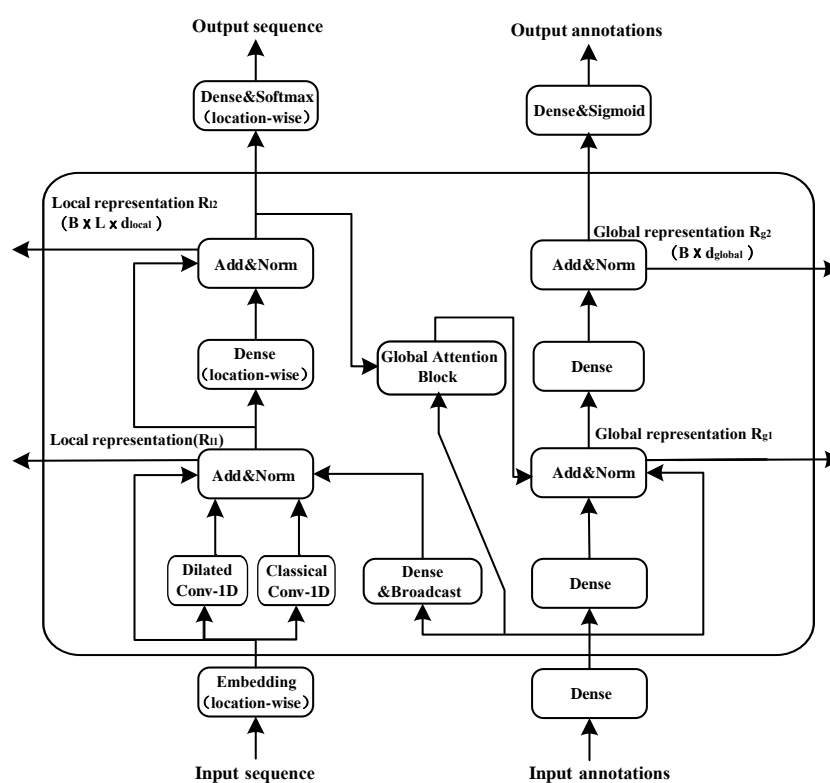 Output sequence
Output annotations
Dense&Softmax
(location-wise)
Dense&Sigmoid
Local representation Rl2
(B X L x dlocal)
Global representation Rg2
(B X dglobal)
Add&Norm
Add&Norm
Dense
(location-wise)
Global Attention
Block
Dense
Local representation(Rl1)
Global representation Rg1
Add&Norm
Add&Norm
Dilated
Conv-1D
Classical
Conv-1D
Dense
&Broadcast
Dense
Embedding
(location-wise)
Dense
Input sequence
Input annotations